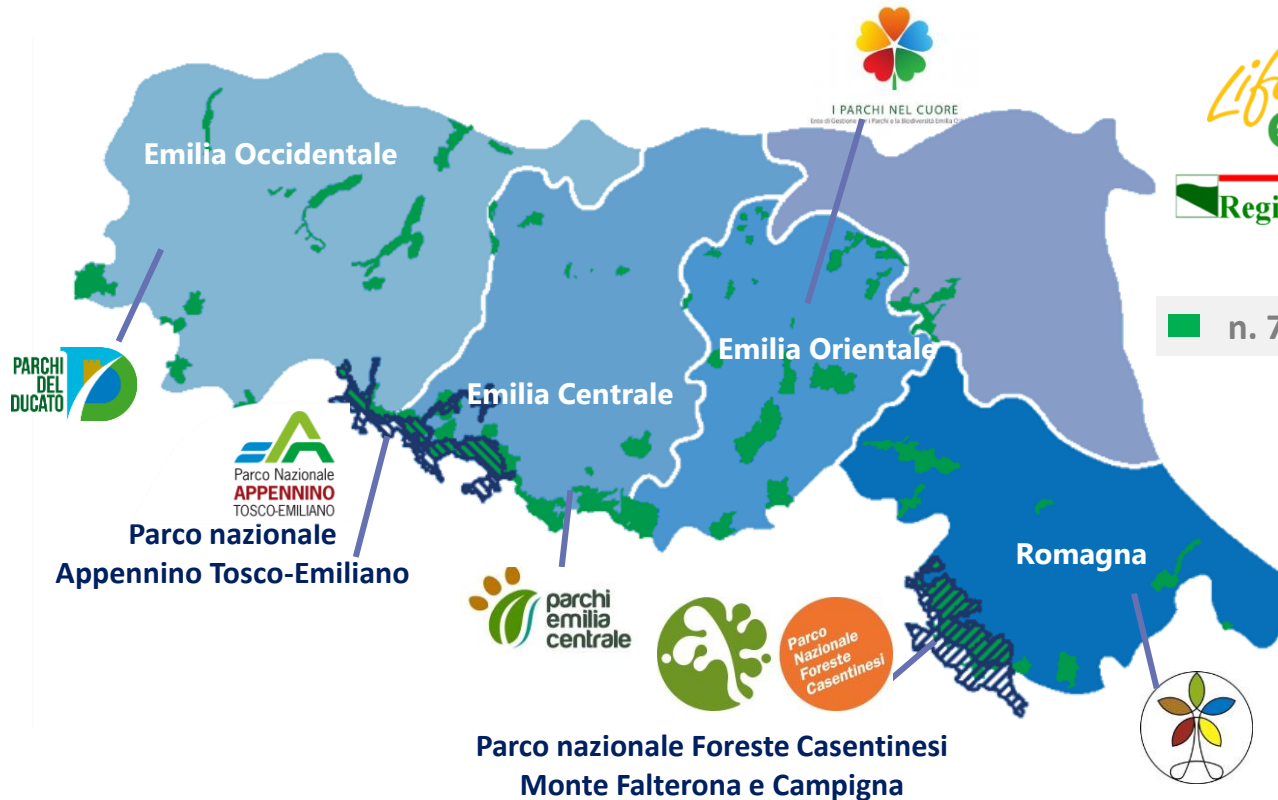 I PARCHI NEL CUORE
Emilia Occidentale
Emilia Orientale
Emilia Centrale
Romagna
n. 7
PARCHI
DEL
DUCATO
Parco Nazionale
APPENNINO
TOSCO-EMILIANO
Parco nazionale
Appennino Tosco-Emiliano
parchi
emilia
centrale
Parco
Nazionale
Foreste
Casentinesi
Parco nazionale Foreste Casentinesi
Monte Falterona e Campigna